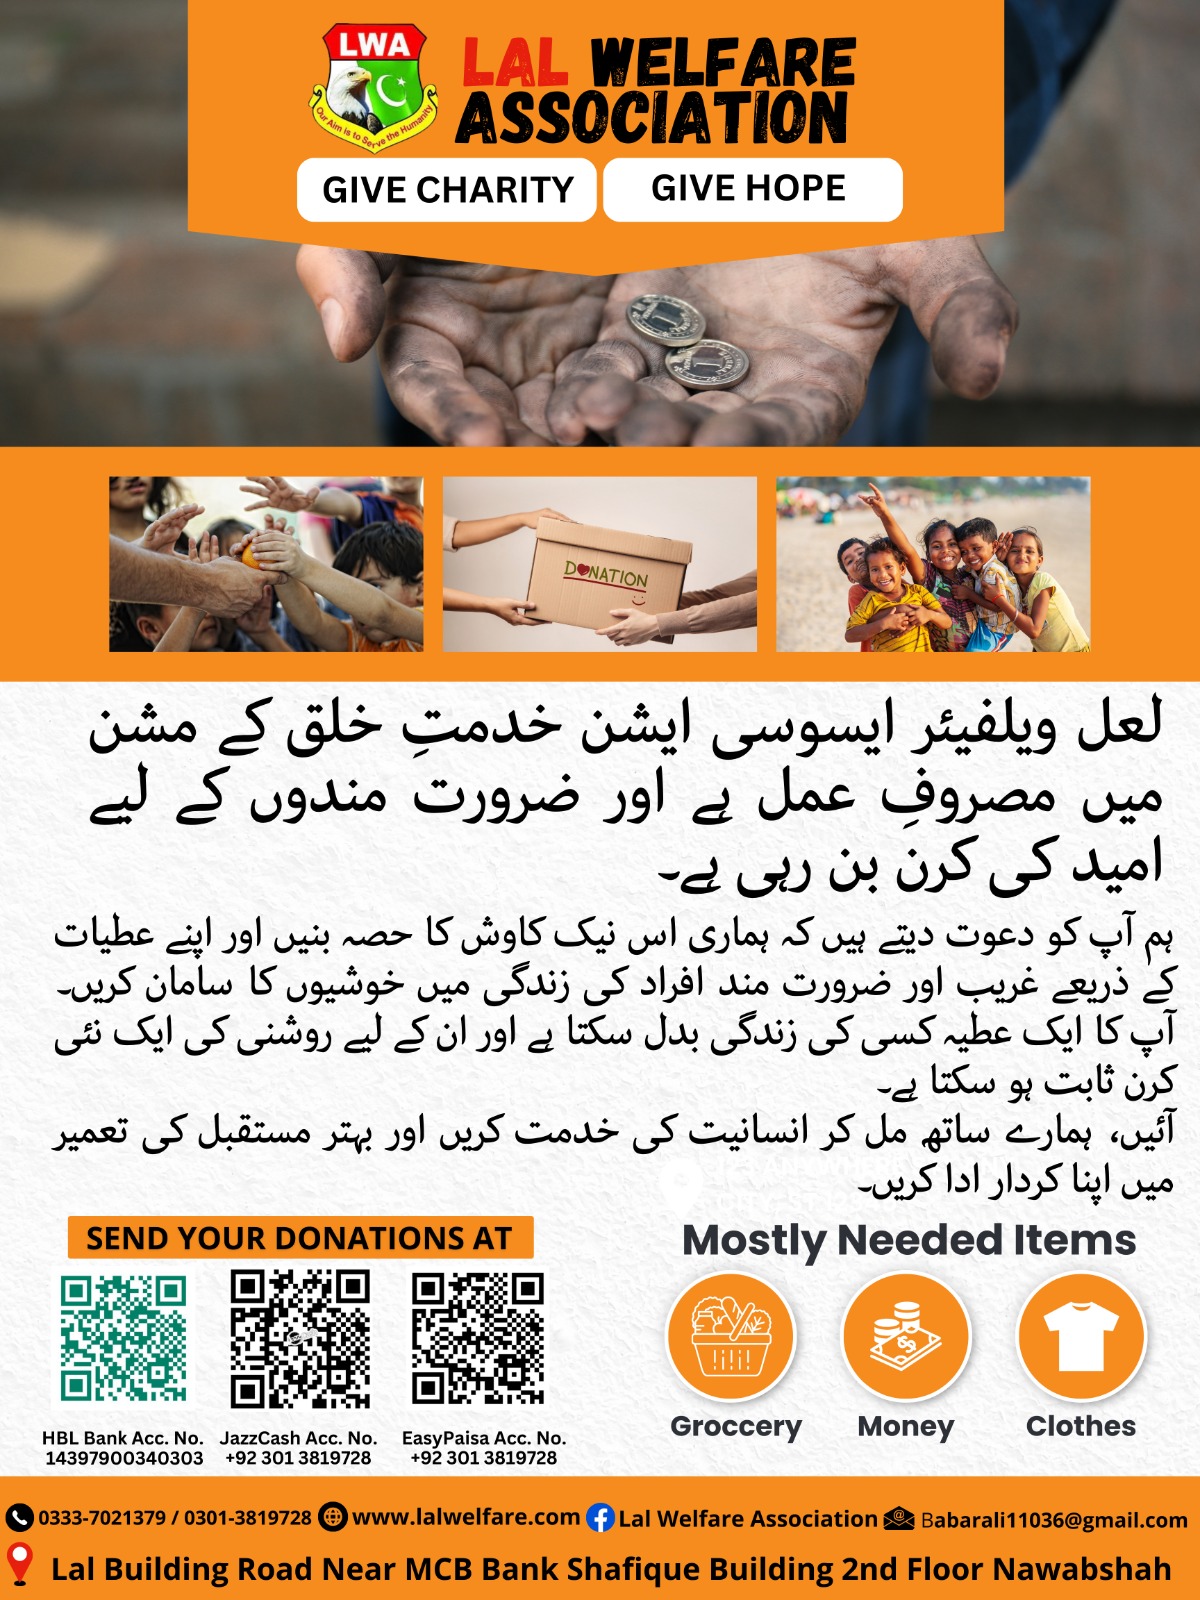 LWA
Our Aim is to Serve the Humanity
LAL WELFARE
ASSOCIATION
GIVE CHARITY
GIVE HOPE
DONATION
لعل ویلفیئر ایسوسی ایشن خدمتِ خلق کے مشن
میں مصروفِ عمل ہے اور ضرورت مندوں کے لیے
امید کی کرن بن رہی ہے۔
ہم آپ کو دعوت دیتے ہیں کہ ہماری اس نیک کاوش کا حصہ بنیں اور اپنے عطیات
کے ذریعے غریب اور ضرورت مند افراد کی زندگی میں خوشیوں کا سامان کریں۔
آپ کا ایک عطیہ کسی کی زندگی بدل سکتا ہے اور ان کے لیے روشنی کی ایک نئی
کرن ثابت ہو سکتا ہے۔
آئیں، ہمارے ساتھ مل کر انسانیت کی خدمت کریں اور بہتر مستقبل کی تعمیر
میں اپنا کردار ادا کریں۔
SEND YOUR DONATIONS AT
HBL Bank Acc. No.
14397900340303
JazzCash Acc. No.
+92 301 3819728
EasyPaisa Acc. No.
+92 301 3819728
Mostly Needed Items
Groccery
Money
Clothes
0333-7021379 / 0301-3819728
www.lalwelfare.com
Lal Welfare Association
Babarali11036@gmail.com
Lal Building Road Near MCB Bank Shafique Building 2nd Floor Nawabshah